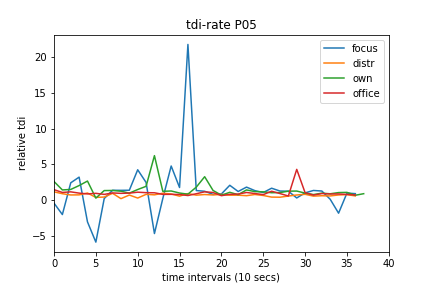 tdi-rate P05
focus
distr
own
office
relative tdi
20
15
10
5
0
−5
0 5 10 15 20 25 30 35 40
time intervals (10 secs)